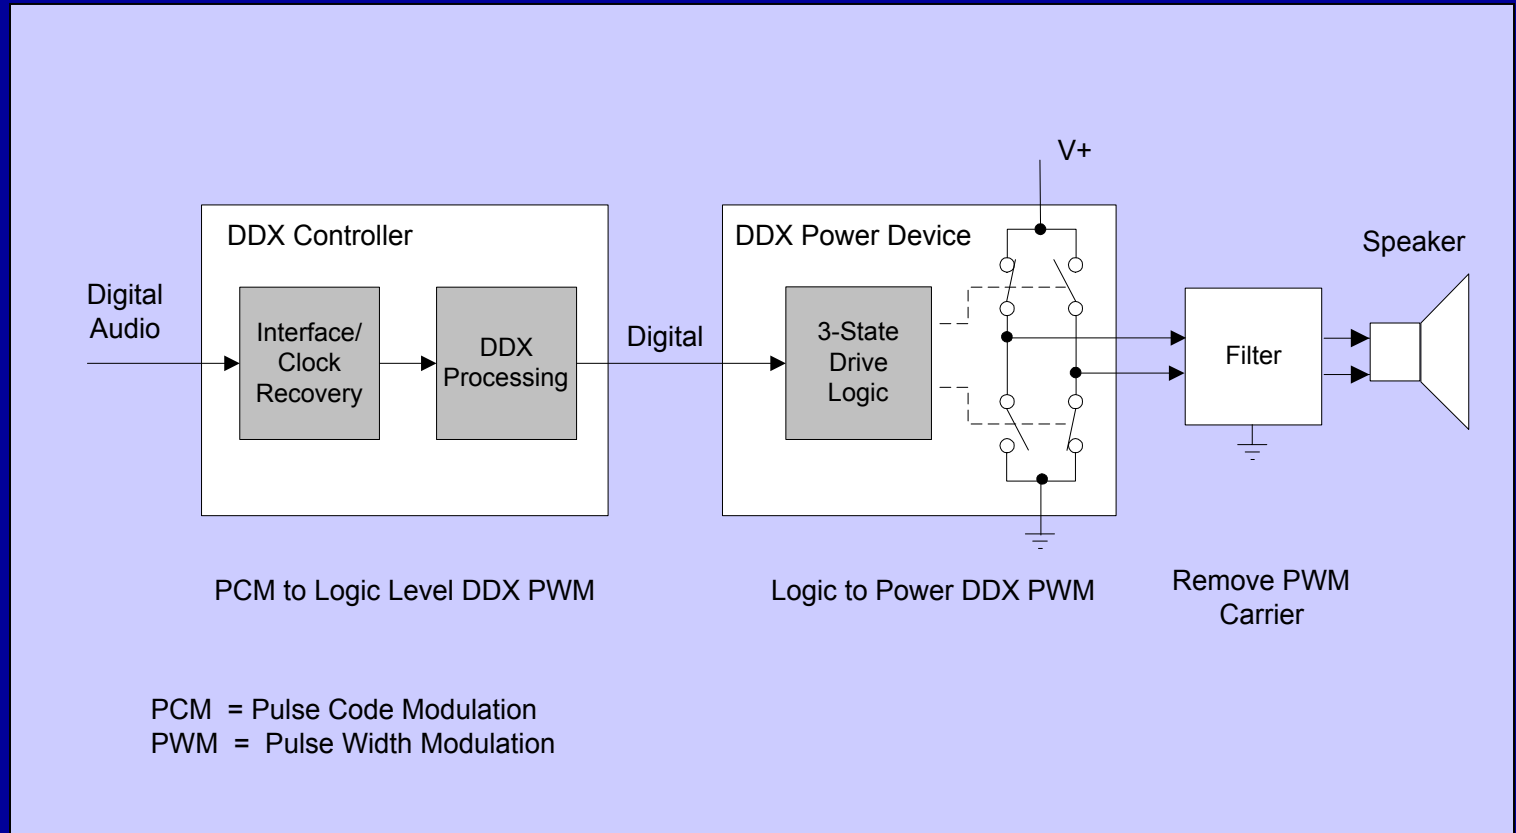 V+
DDX Controller
DDX Power Device
Speaker
Digital
Audio
Interface/
Clock
Recovery
DDX
Processing
Digital
3-State
Drive
Logic
Filter
PCM to Logic Level DDX PWM
Logic to Power DDX PWM
Remove PWM
Carrier
PCM  = Pulse Code Modulation
PWM  =  Pulse Width Modulation